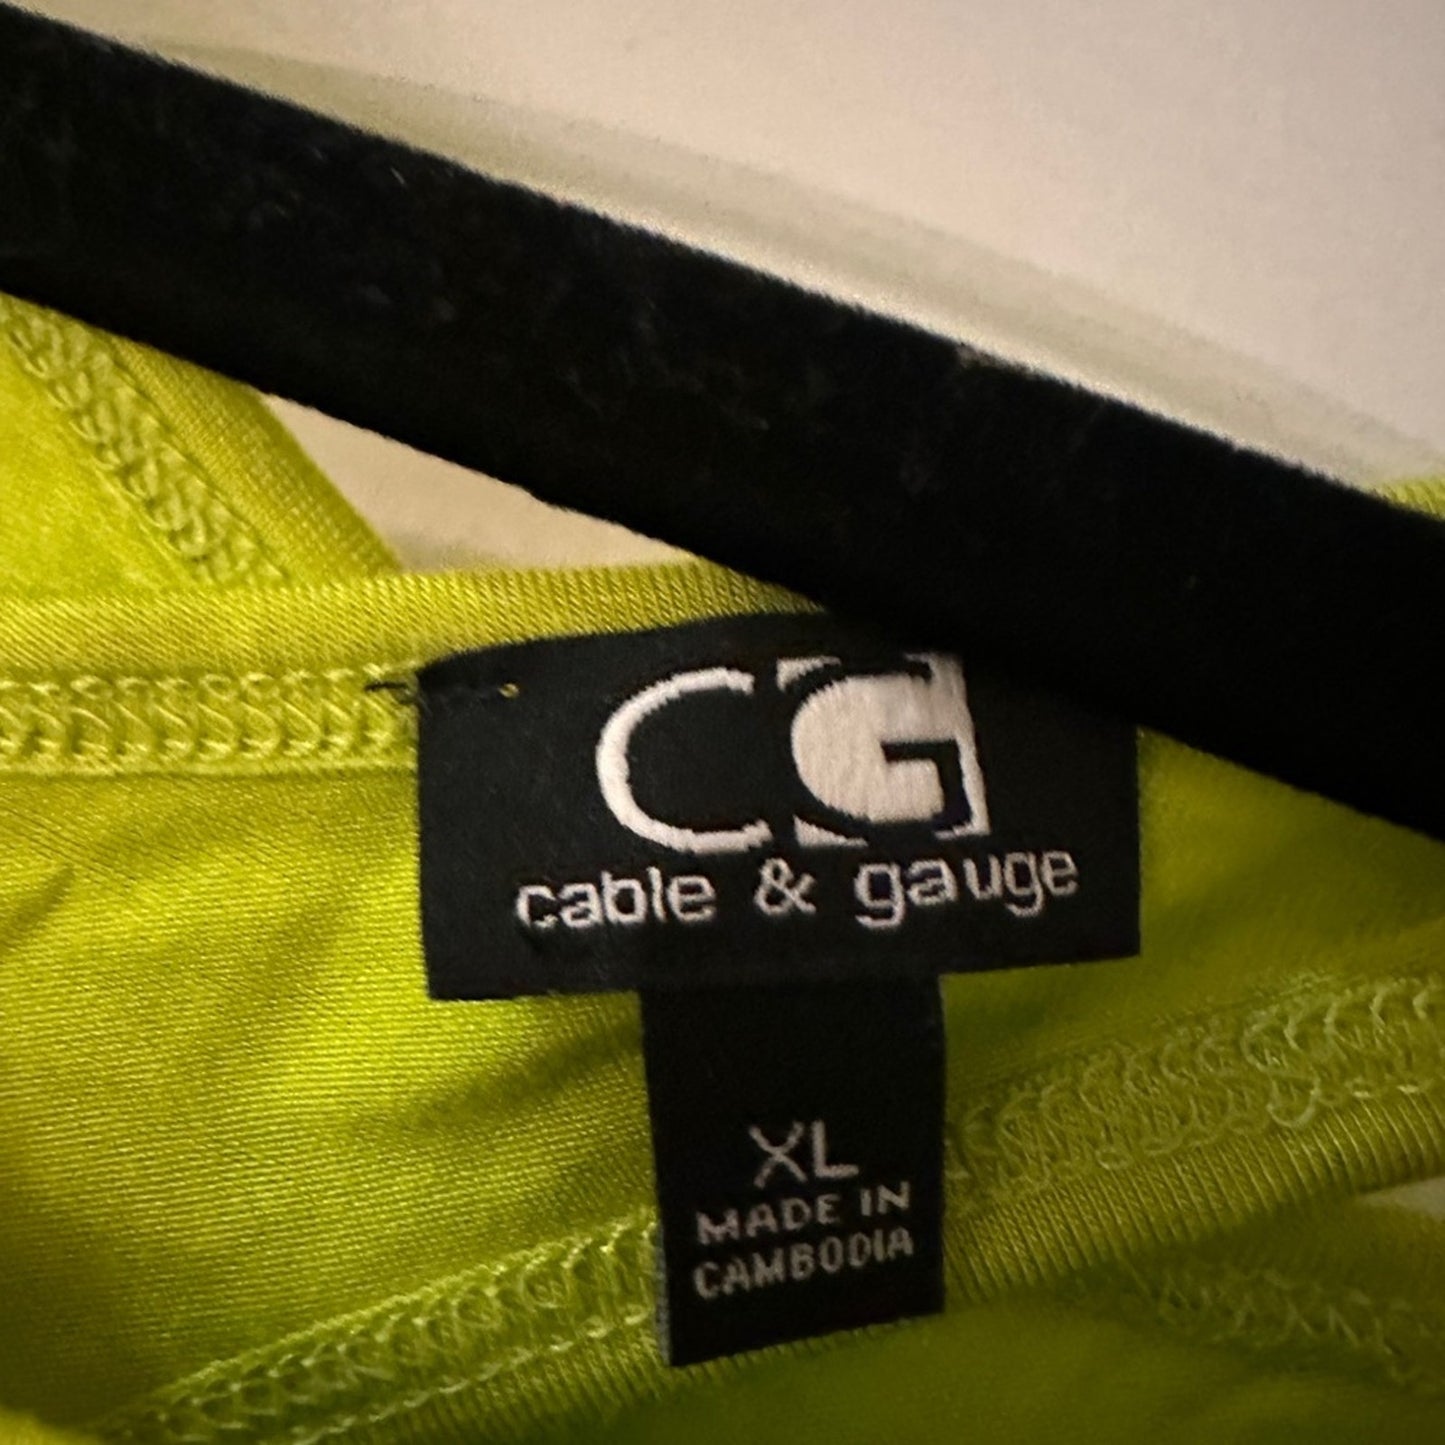 CG
cable & gauge
XL
MADE IN
CAMBODIA